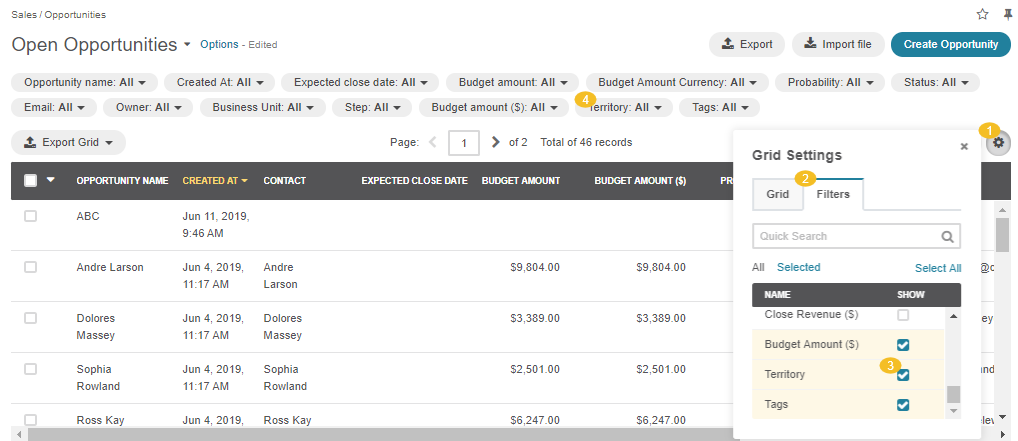 Sales / Opportunities
Open Opportunities Options - Edited
Export Import file Create Opportunity
Opportunity name: All Created At: All Expected close date: All Budget amount: All Budget Amount Currency: All Probability: All Status: All
Email: All Owner: All Business Unit: All Step: All Budget amount ($): All 4 Territory: All Tags: All
Export Grid Page: 1 of 2 Total of 46 records 1
OPPORTUNITY NAME CREATED AT CONTACT EXPECTED CLOSE DATE BUDGET AMOUNT BUDGET AMOUNT ($) PR
ABC Jun 11, 2019,
9:46 AM
Andre Larson Jun 4, 2019, Andre $9,804.00 $9,804.00
11:17 AM Larson
Dolores Jun 4, 2019, Dolores $3,389.00 $3,389.00
Massey 11:17 AM Massey
Sophia Jun 4, 2019, Sophia $2,501.00 $2,501.00
Rowland 11:17 AM Rowland
Ross Kay Jun 4, 2019, Ross Kay $6,247.00 $6,247.00
Grid Settings
Grid 2 Filters
Quick Search
All Selected Select All
NAME SHOW
Close Revenue ($)
Budget Amount ($)
Territory 3
Tags